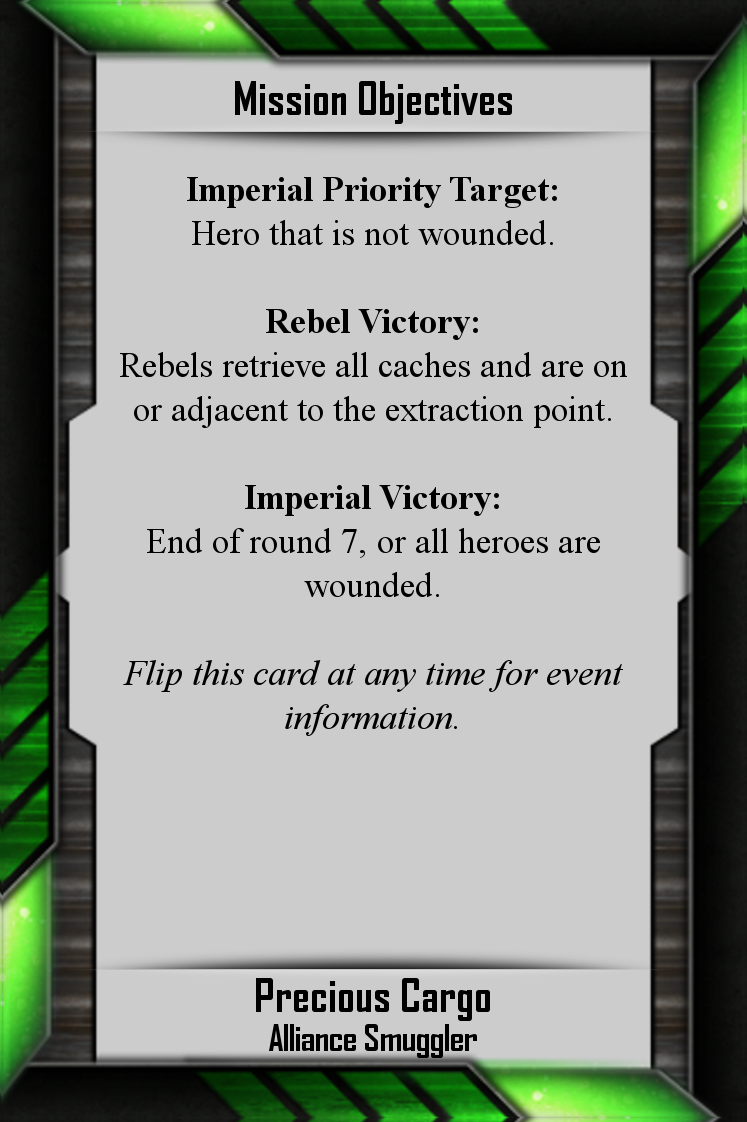 Mission Objectives
Imperial Priority Target:
Hero that is not wounded.
Rebel Victory:
Rebels retrieve all caches and are on
or adjacent to the extraction point.
Imperial Victory:
End of round 7, or all heroes are
wounded.
Flip this card at any time for event
information.
Precious Cargo
Alliance Smuggler